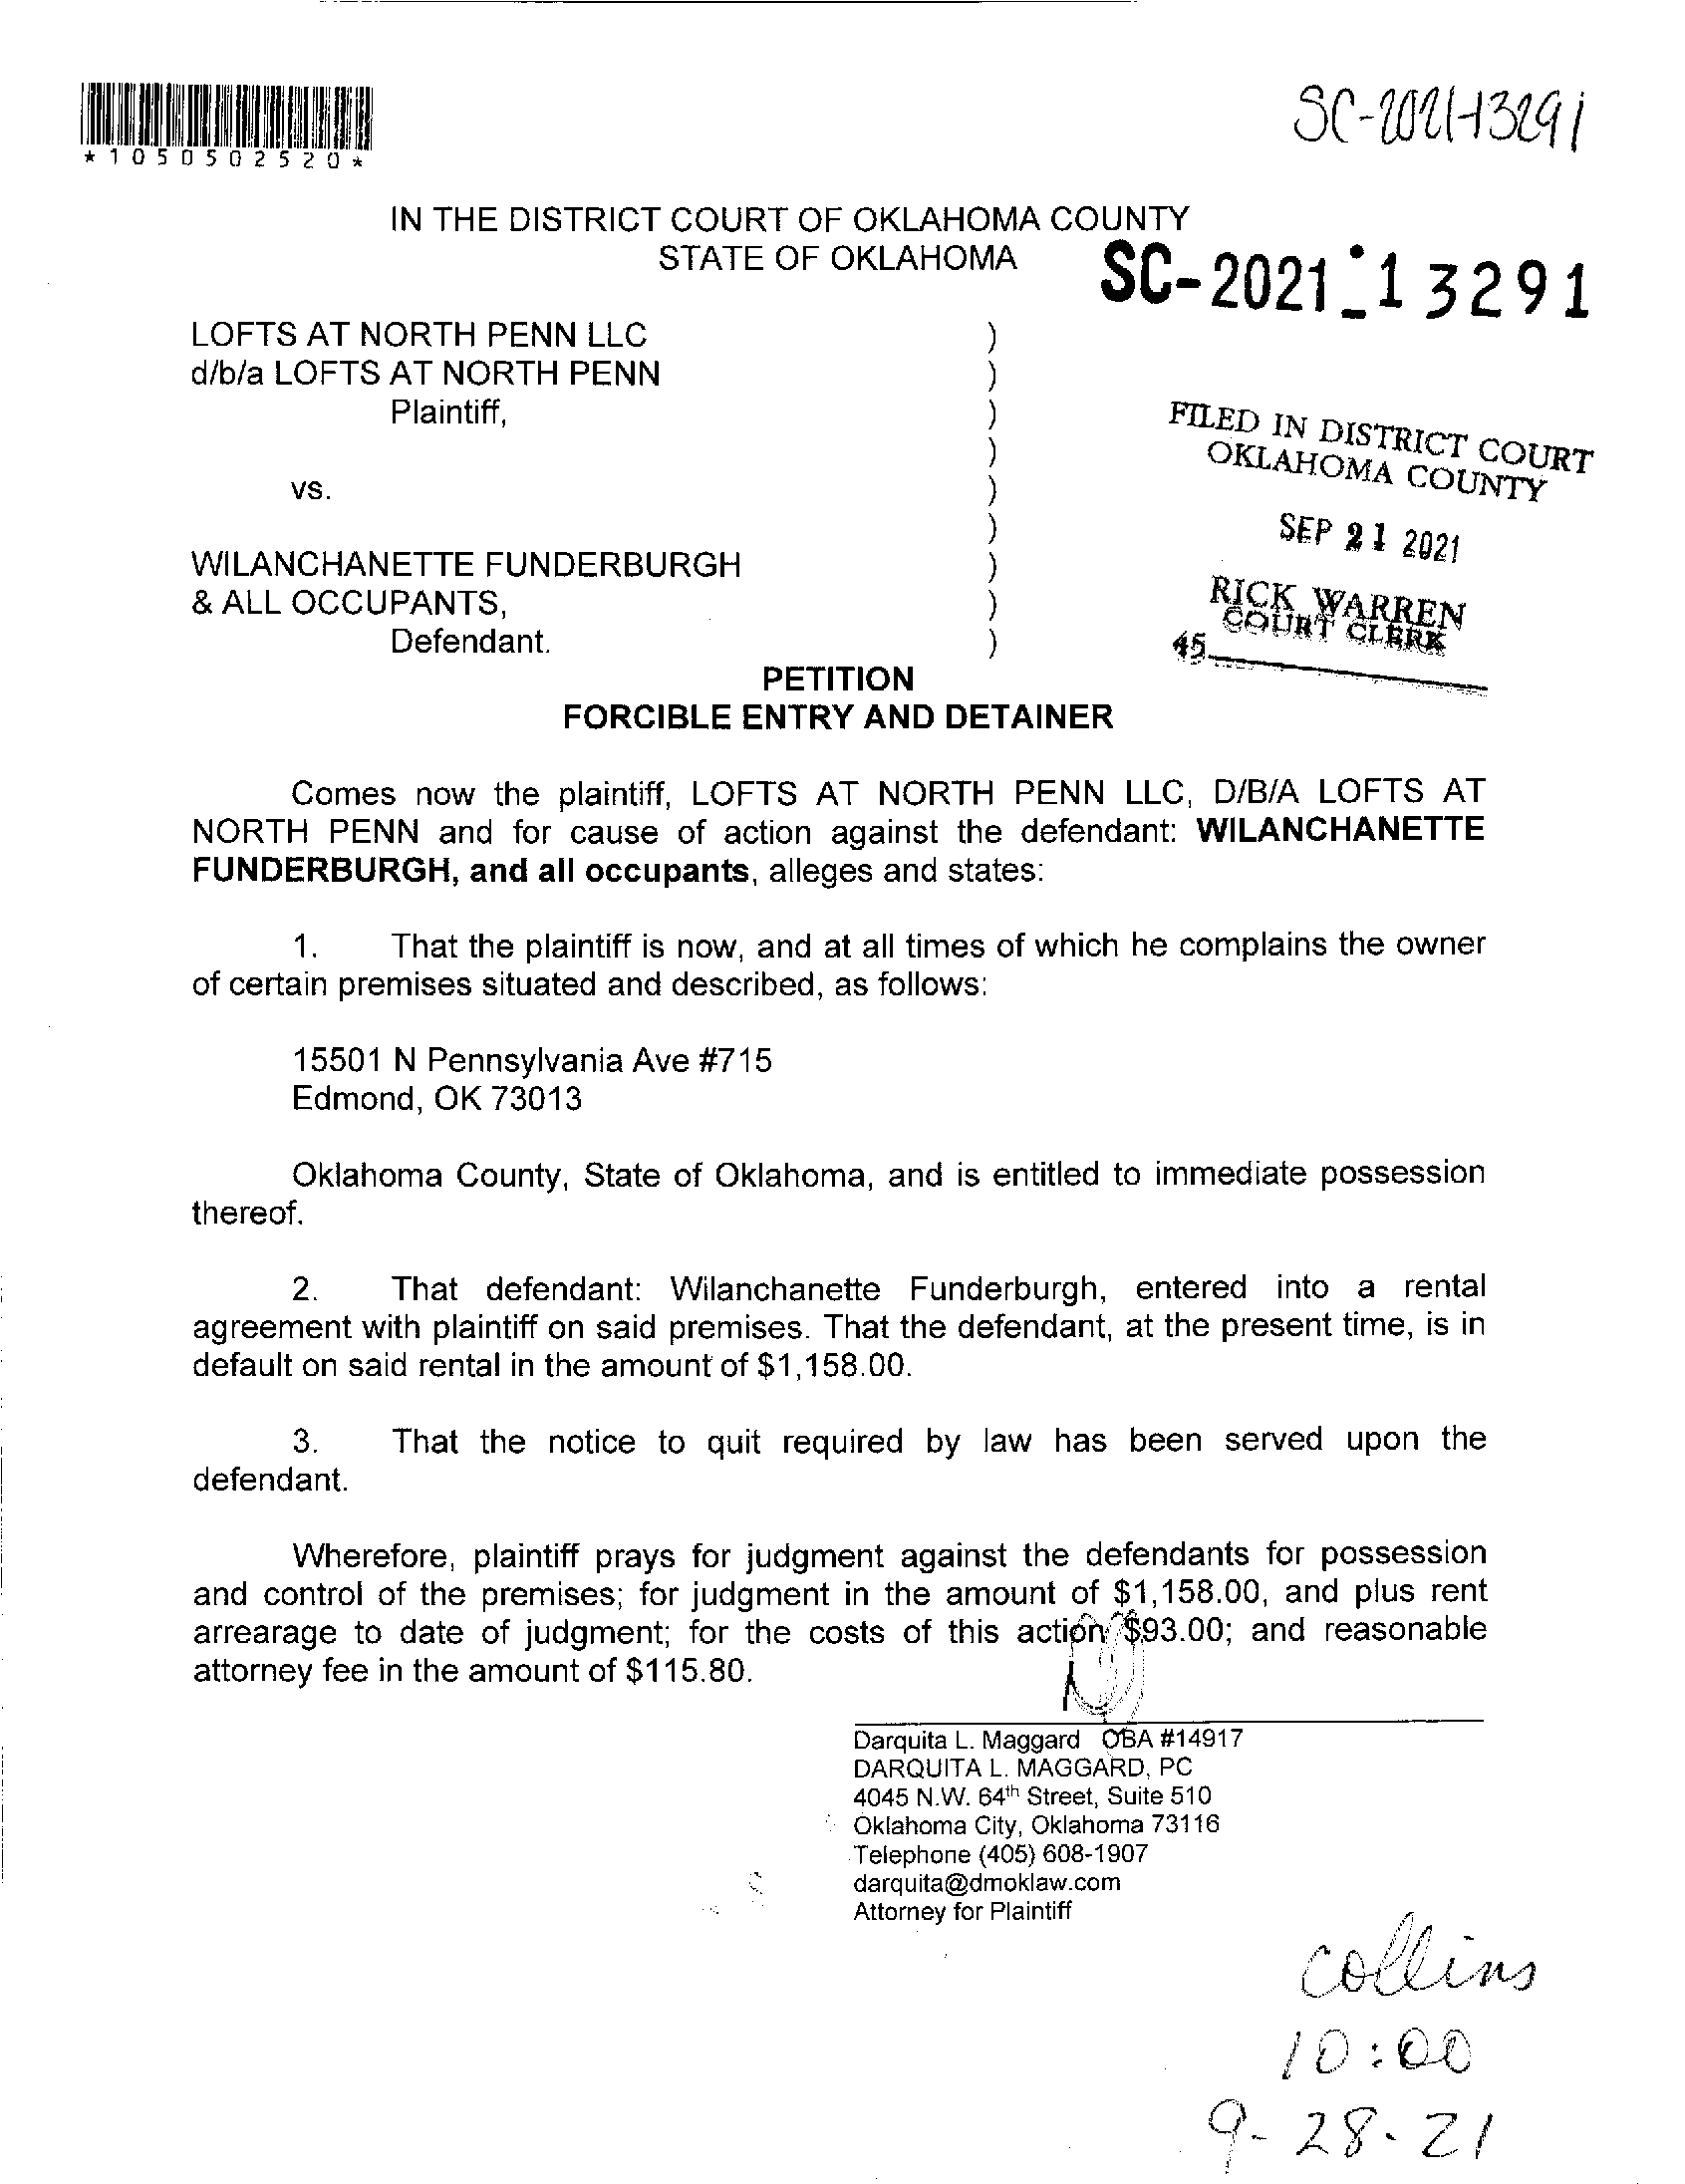 SC-2021-13291
*1050502520*
IN THE DISTRICT COURT OF OKLAHOMA COUNTY
STATE OF OKLAHOMA
SC-2021-13291
LOFTS AT NORTH PENN LLC )
d/b/a LOFTS AT NORTH PENN )
Plaintiff, )
)
vs. )
)
WILANCHANETTE FUNDERBURGH )
& ALL OCCUPANTS, )
Defendant. )
FILED IN DISTRICT COURT
OKLAHOMA COUNTY
SEP 21 2021
RICK WARREN
COURT CLERK
45
PETITION
FORCIBLE ENTRY AND DETAINER
Comes now the plaintiff, LOFTS AT NORTH PENN LLC, D/B/A LOFTS AT
NORTH PENN and for cause of action against the defendant: WILANCHANETTE
FUNDERBURGH, and all occupants, alleges and states:
1. That the plaintiff is now, and at all times of which he complains the owner
of certain premises situated and described, as follows:
15501 N Pennsylvania Ave #715
Edmond, OK 73013
Oklahoma County, State of Oklahoma, and is entitled to immediate possession
thereof.
2. That defendant: Wilanchanette Funderburgh, entered into a rental
agreement with plaintiff on said premises. That the defendant, at the present time, is in
default on said rental in the amount of $1,158.00.
3. That the notice to quit required by law has been served upon the
defendant.
Wherefore, plaintiff prays for judgment against the defendants for possession
and control of the premises; for judgment in the amount of $1,158.00, and plus rent
arrearage to date of judgment; for the costs of this action $93.00; and reasonable
attorney fee in the amount of $115.80.
Darquita L. Maggard OBA #14917
DARQUITA L. MAGGARD, PC
4045 N.W. 64th Street, Suite 510
Oklahoma City, Oklahoma 73116
Telephone (405) 608-1907
darquita@dmoklaw.com
Attorney for Plaintiff
Collins
10:00
9-28-21